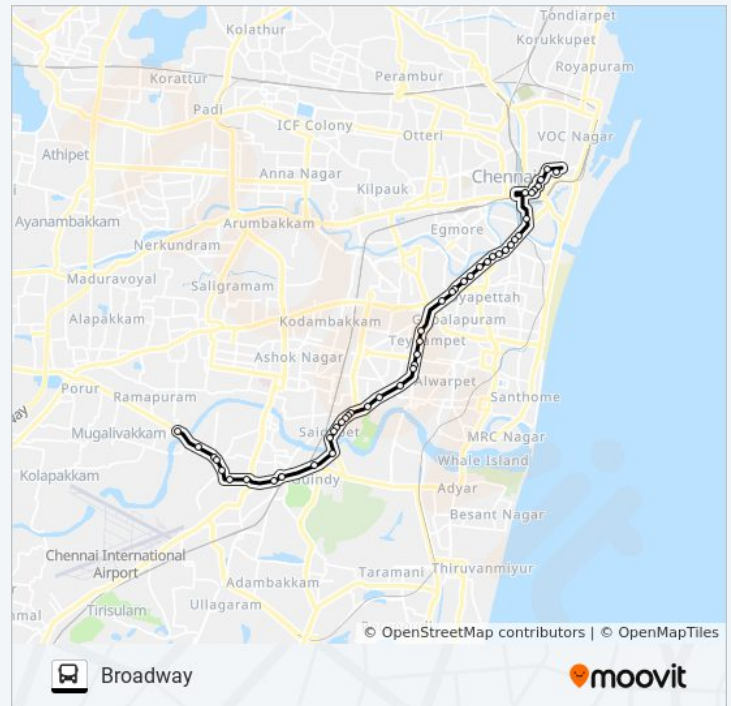 Tondiarpet
Kolathur
Korukkupet
Royapuram
Korattur
Perambur
Padi
ICF Colony
Otteri
VOC Nagar
Athipet
Anna Nagar
Kilpauk
Chennai
Ayanambakkam
Arumbakkam
Egmore
Nerkundram
Maduravoyal
Saligramam
Alapakkam
Kodambakkam
Ashok Nagar
Alwarpet
Porur
Ramapuram
Santhome
Mugalivakkam
MRC Nagar
Kolapakkam
Whale Island
Guindy
Adyar
Besant Nagar
Chennai International
Airport
Taramani
Thiruvanmiyur
Adambakkam
Tirisulam
Ullagaram
© OpenStreetMap contributors | © OpenMapTiles
Broadway
moovit